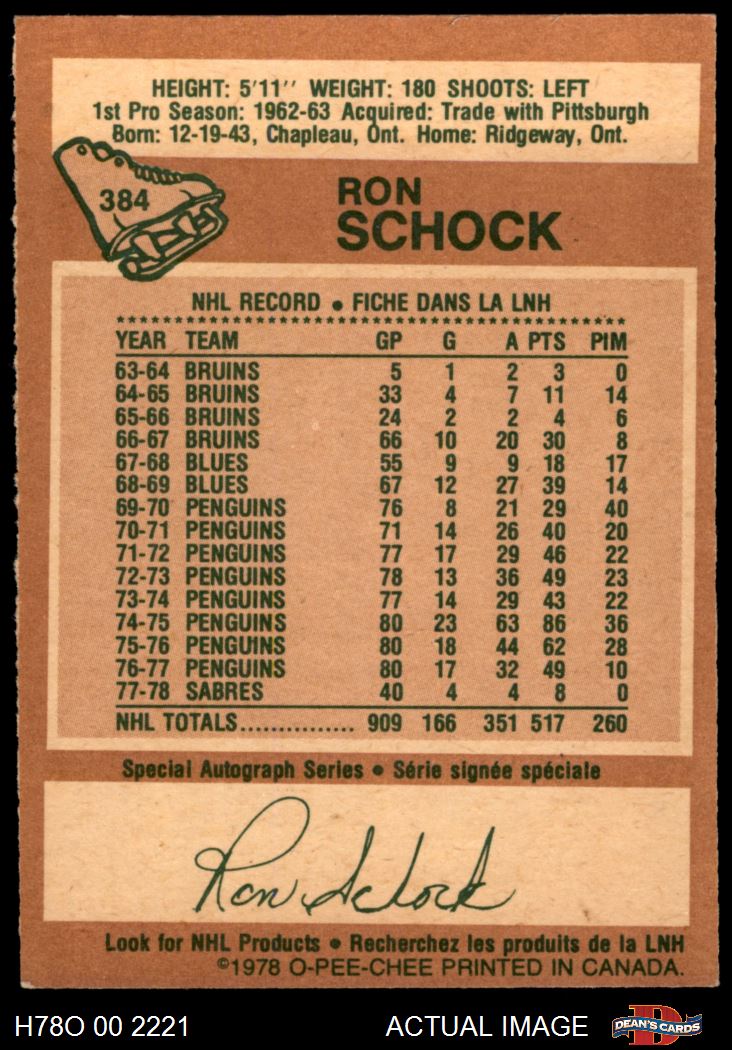 HEIGHT: 5'11'' WEIGHT: 180 SHOOTS: LEFT
1st Pro Season: 1962-63 Acquired: Trade with Pittsburgh
Born: 12-19-43, Chapleau, Ont. Home: Ridgeway, Ont.
384
RON
SCHOCK
NHL RECORD • FICHE DANS LA LNH
YEAR TEAM GP G A PTS PIM
63-64 BRUINS 5 1 2 3 0
64-65 BRUINS 33 4 7 11 14
65-66 BRUINS 24 2 2 4 6
66-67 BRUINS 66 10 20 30 8
67-68 BLUES 55 9 9 18 17
68-69 BLUES 67 12 27 39 14
69-70 PENGUINS 76 8 21 29 40
70-71 PENGUINS 71 14 26 40 20
71-72 PENGUINS 77 17 29 46 22
72-73 PENGUINS 78 13 36 49 23
73-74 PENGUINS 77 14 29 43 22
74-75 PENGUINS 80 23 63 86 36
75-76 PENGUINS 80 18 44 62 28
76-77 PENGUINS 80 17 32 49 10
77-78 SABRES 40 4 4 8 0
NHL TOTALS............... 909 166 351 517 260
Special Autograph Series • Série signée spéciale
Ron Schock
Look for NHL Products • Recherchez les produits de la LNH
©1978 O-PEE-CHEE PRINTED IN CANADA.
H78O 00 2221 ACTUAL IMAGE D DEAN'S CARDS